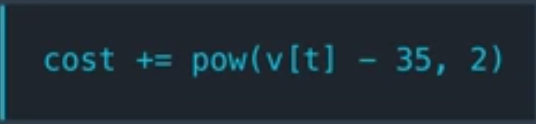 cost += pow(v[t] - 35, 2)